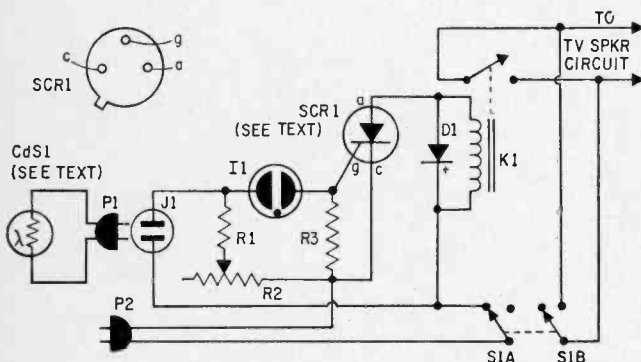 g
c
a
SCR1
TO
TV SPKR
CIRCUIT
SCR1
(SEE TEXT)
a
g
c
D1
+
K1
CdS1
(SEE TEXT)
λ
P1
J1
I1
R1
R2
R3
P2
S1A
S1B